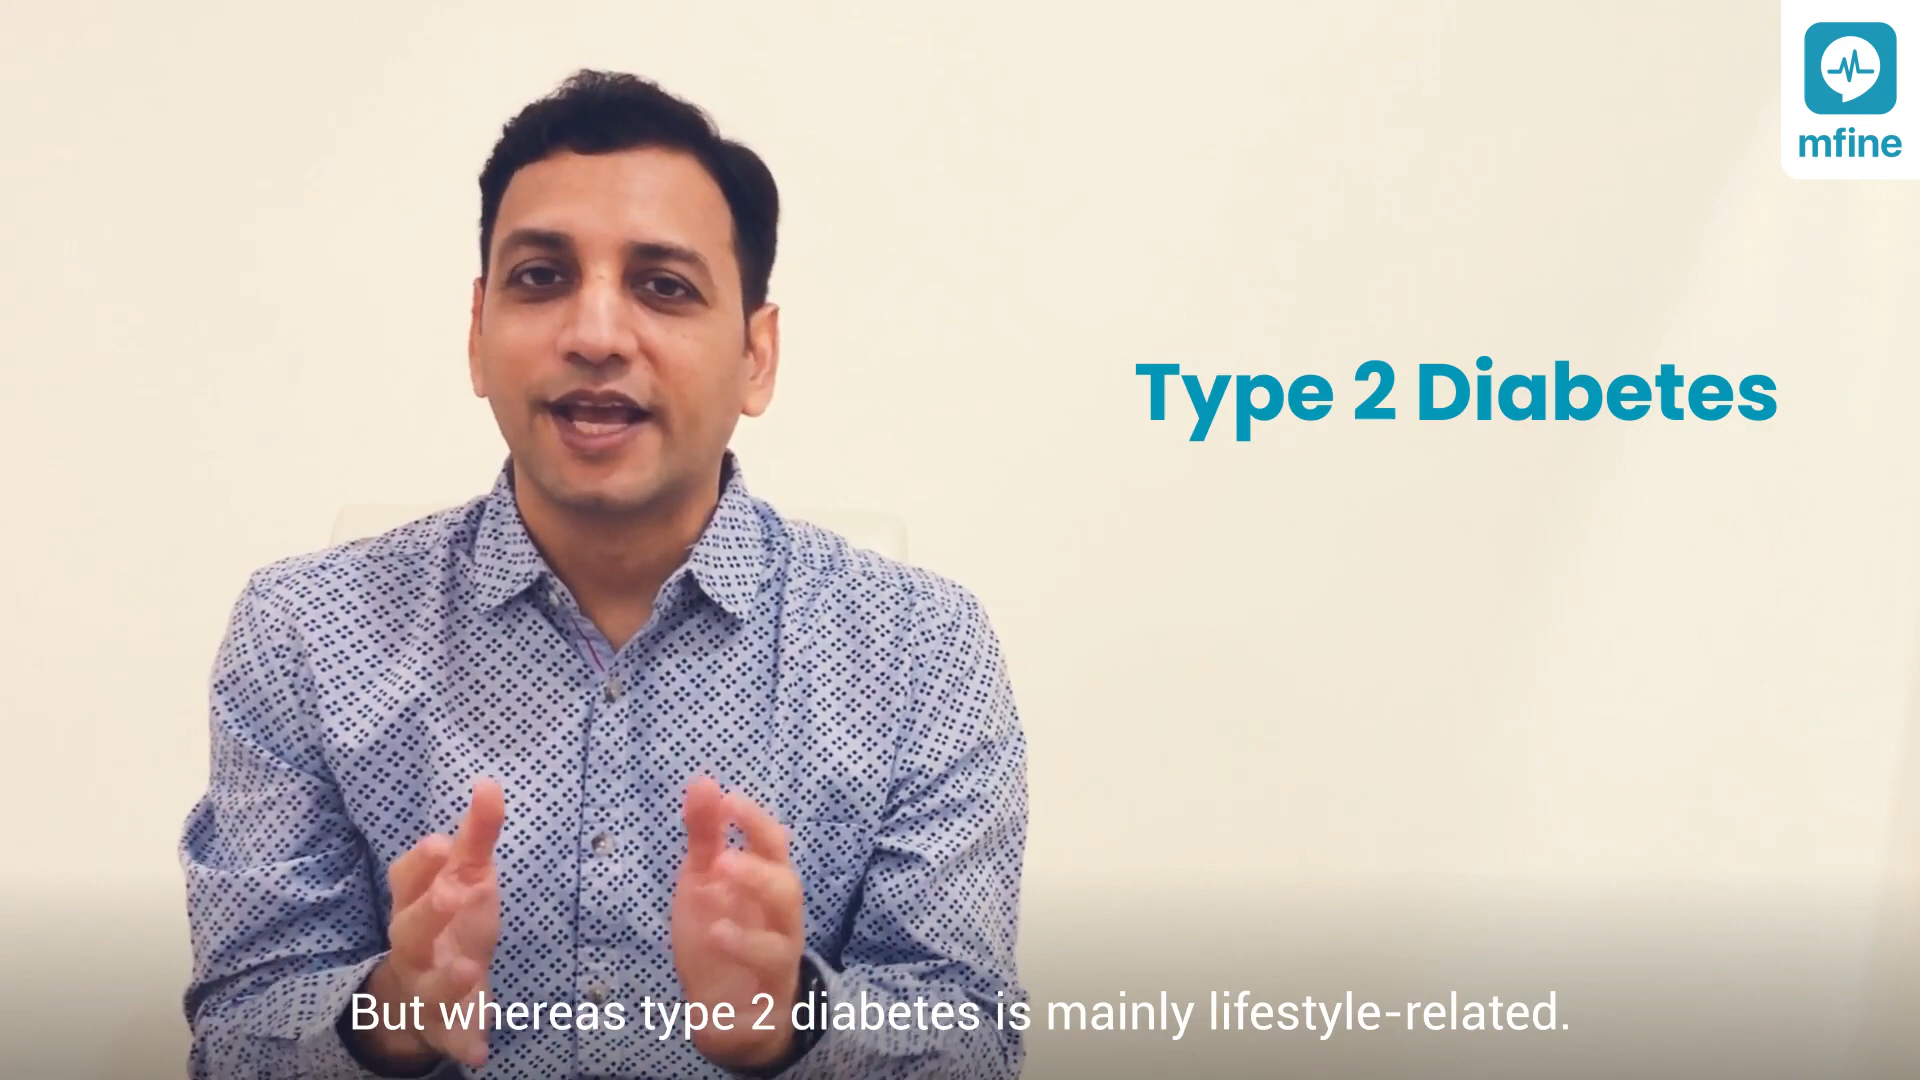 mfine
Type 2 Diabetes
But whereas type 2 diabetes is mainly lifestyle-related.